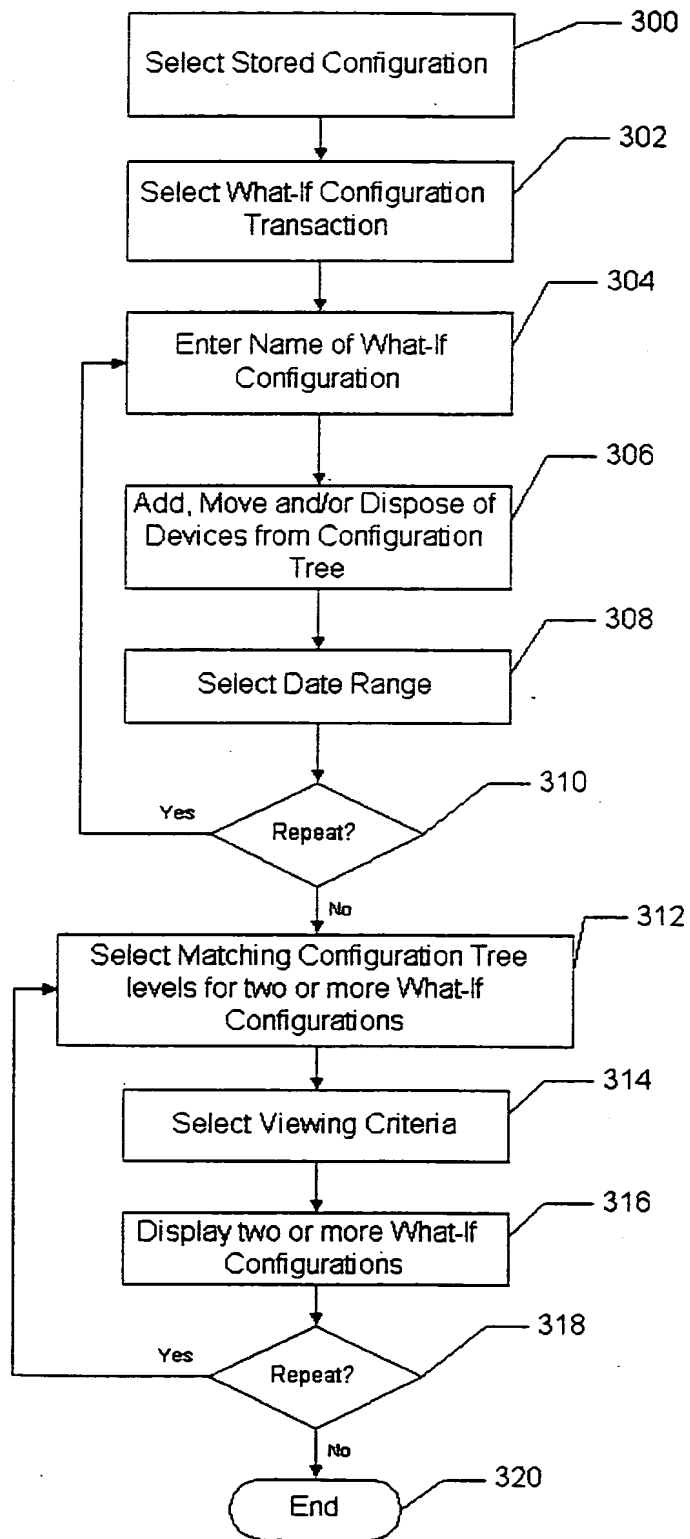 Select Stored Configuration
300
302
Select What-If Configuration
Transaction
304
Enter Name of What-If
Configuration
306
Add, Move and/or Dispose of
Devices from Configuration
Tree
308
Select Date Range
310
Yes
Repeat?
No
312
Select Matching Configuration Tree
levels for two or more What-If
Configurations
314
Select Viewing Criteria
316
Display two or more What-If
Configurations
318
Yes
Repeat?
No
320
End